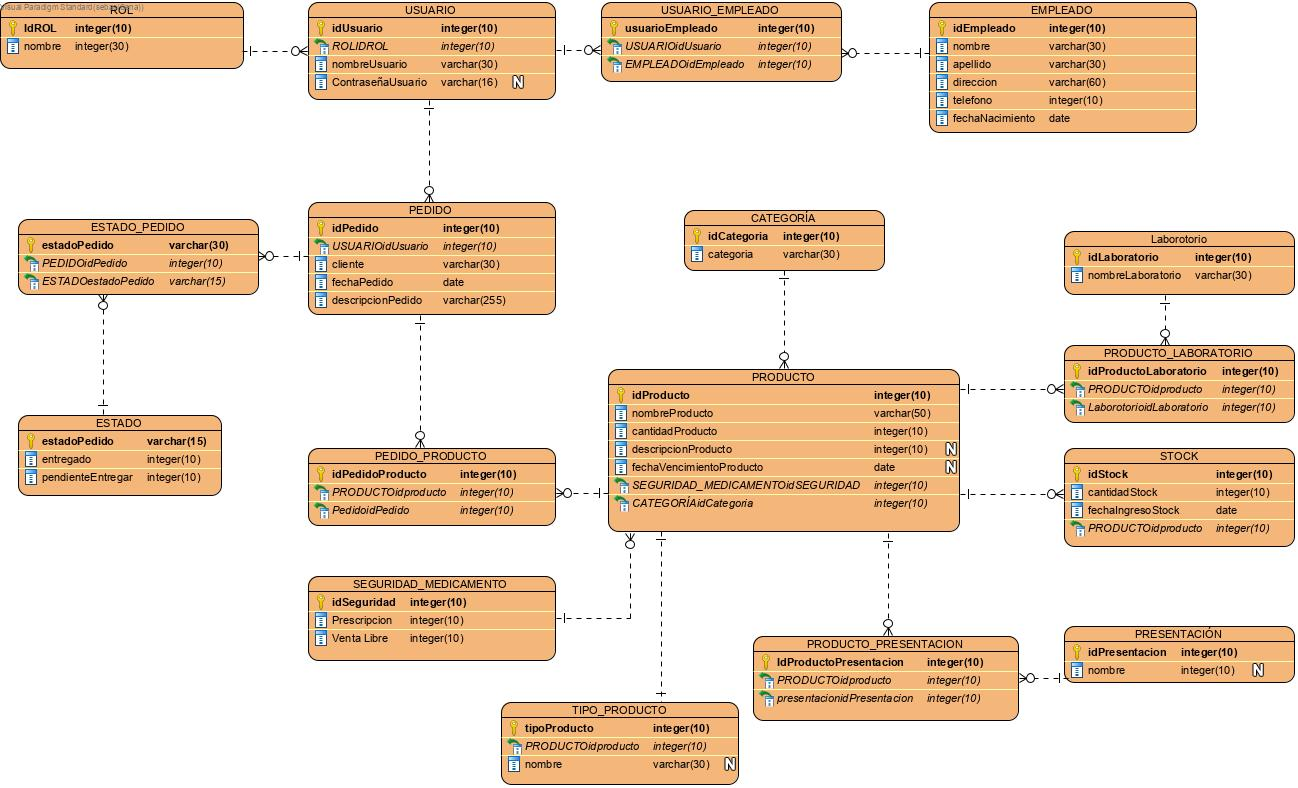 Visual Paradigm Standard(sebas(Sena))
ROL
IdROL integer(10)
nombre integer(30)
USUARIO
idUsuario integer(10)
ROLIDROL integer(10)
nombreUsuario varchar(30)
ContraseñaUsuario varchar(16) N
USUARIO_EMPLEADO
usuarioEmpleado integer(10)
USUARIOidUsuario integer(10)
EMPLEADOidEmpleado integer(10)
EMPLEADO
idEmpleado integer(10)
nombre varchar(30)
apellido varchar(30)
direccion varchar(60)
telefono integer(10)
fechaNacimiento date
ESTADO_PEDIDO
estadoPedido varchar(30)
PEDIDOidPedido integer(10)
ESTADOestadoPedido varchar(15)
PEDIDO
idPedido integer(10)
USUARIOidUsuario integer(10)
cliente varchar(30)
fechaPedido date
descripcionPedido varchar(255)
CATEGORÍA
idCategoria integer(10)
categoria varchar(30)
Laborotorio
idLaboratorio integer(10)
nombreLaboratorio varchar(30)
PRODUCTO_LABORATORIO
idProductoLaboratorio integer(10)
PRODUCTOidproducto integer(10)
LaborotorioidLaboratorio integer(10)
ESTADO
estadoPedido varchar(15)
entregado integer(10)
pendienteEntregar integer(10)
PRODUCTO
idProducto integer(10)
nombreProducto varchar(50)
cantidadProducto integer(10)
descripcionProducto integer(10) N
fechaVencimientoProducto date N
SEGURIDAD_MEDICAMENTOidSEGURIDAD integer(10)
CATEGORÍAidCategoria integer(10)
PEDIDO_PRODUCTO
idPedidoProducto integer(10)
PRODUCTOidproducto integer(10)
PedidoidPedido integer(10)
STOCK
idStock integer(10)
cantidadStock integer(10)
fechaIngresoStock date
PRODUCTOidproducto integer(10)
SEGURIDAD_MEDICAMENTO
idSeguridad integer(10)
Prescripcion integer(10)
Venta Libre integer(10)
PRODUCTO_PRESENTACION
IdProductoPresentacion integer(10)
PRODUCTOidproducto integer(10)
presentacionidPresentacion integer(10)
PRESENTACIÓN
idPresentacion integer(10)
nombre integer(10) N
TIPO_PRODUCTO
tipoProducto integer(10)
PRODUCTOidproducto integer(10)
nombre varchar(30) N